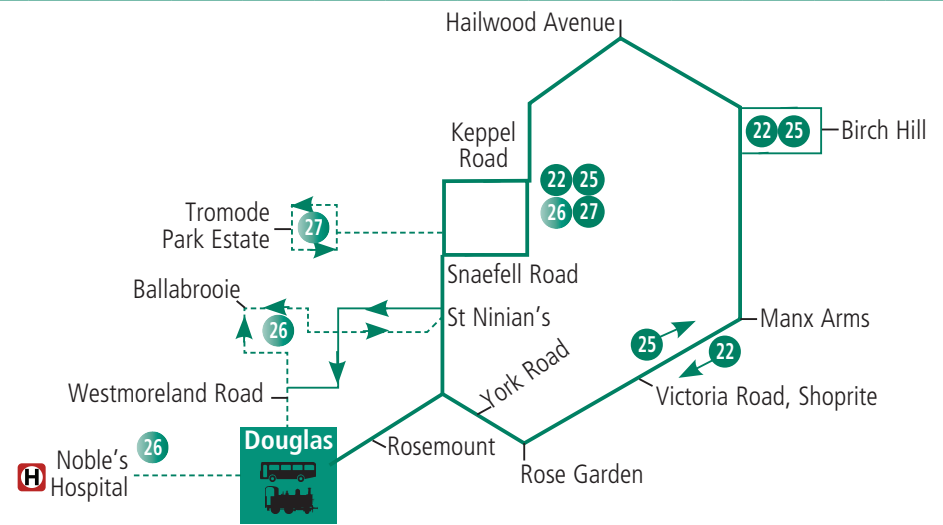 Hailwood Avenue
Keppel
Road
22 25
Birch Hill
22 25
26 27
Tromode
Park Estate
27
Snaefell Road
Ballabrooie
26
St Ninian's
Manx Arms
25
22
York Road
Westmoreland Road
Victoria Road, Shoprite
Douglas
Rosemount
Rose Garden
26
H
Noble's
Hospital